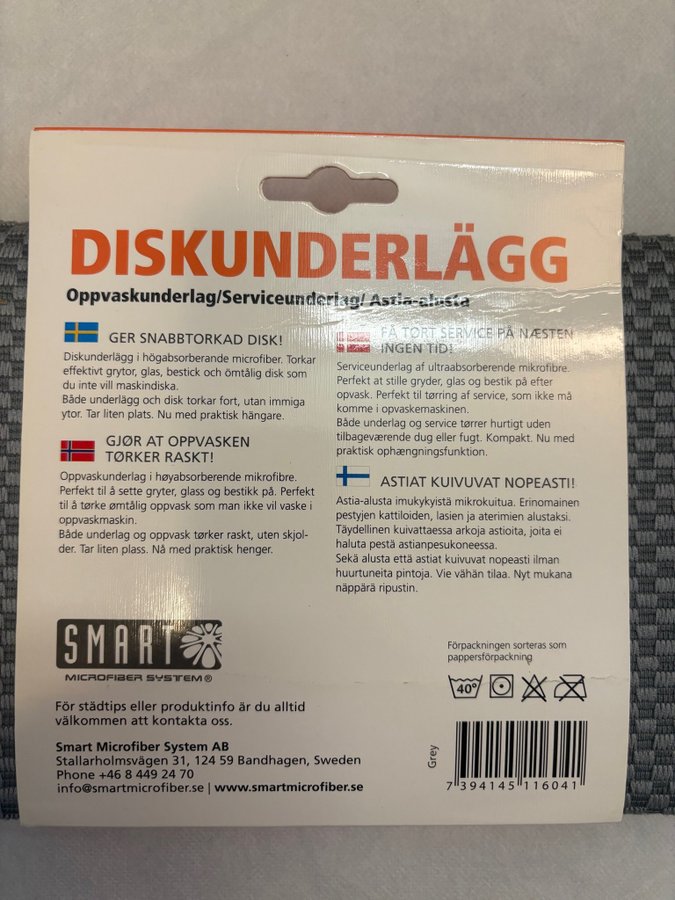 DISKUNDERLÄGG
Oppvaskunderlag/Serviceunderlag/ Astia-alusta
GER SNABBTORKAD DISK!
Diskunderlägg i högabsorberande microfiber. Torkar
effektivt grytor, glas, bestick och ömtålig disk som
du inte vill maskindiska.
Både underlägg och disk torkar fort, utan immiga
ytor. Tar liten plats. Nu med praktisk hängare.
GJØR AT OPPVASKEN
TØRKER RASKT!
Oppvaskunderlag i høyabsorberende mikrofibre.
Perfekt til å sette gryter, glass og bestikk på. Perfekt
til å tørke ømtålig oppvask som man ikke vil vaske i
oppvaskmaskin.
Både underlag og oppvask tørker raskt, uten skjol-
der. Tar liten plass. Nå med praktisk henger.
FÅ TØRT SERVICE PÅ NÆSTEN
INGEN TID!
Serviceunderlag af ultraabsorberende mikrofibre.
Perfekt at stille gryder, glas og bestik på efter
opvask. Perfekt til tørring af service, som ikke må
komme i opvaskemaskinen.
Både underlag og service tørrer hurtigt uden
tilbageværende dug eller fugt. Kompakt. Nu med
praktisk ophængningsfunktion.
ASTIAT KUIVUVAT NOPEASTI!
Astia-alusta imukykyistä mikrokuitua. Erinomainen
pestyjen kattiloiden, lasien ja aterimien alustaksi.
Täydellinen kuivattaessa arkoja astioita, joita ei
haluta pestä astianpesukoneessa.
Sekä alusta että astiat kuivuvat nopeasti ilman
huurtuneita pintoja. Vie vähän tilaa. Nyt mukana
näppärä ripustin.
SMART
MICROFIBER SYSTEM®
För städtips eller produktinfo är du alltid
välkommen att kontakta oss.
Smart Microfiber System AB
Stallarholmsvägen 31, 124 59 Bandhagen, Sweden
Phone +46 8 449 24 70
info@smartmicrofiber.se | www.smartmicrofiber.se
Förpackningen sorteras som
pappersförpackning
40°
Grey
7 394145 116041